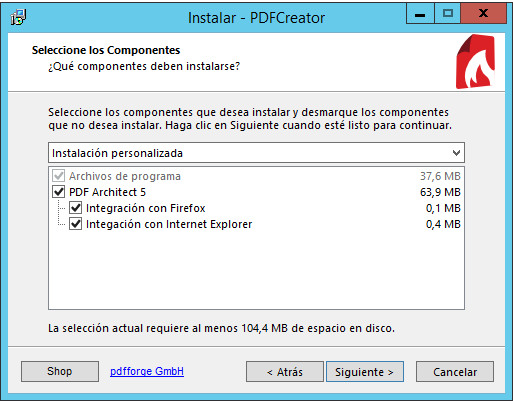 Instalar - PDFCreator
Seleccione los Componentes
¿Qué componentes deben instalarse?
Seleccione los componentes que desea instalar y desmarque los componentes
que no desea instalar. Haga clic en Siguiente cuando esté listo para continuar.
Instalación personalizada
Archivos de programa 37,6 MB
PDF Architect 5 63,9 MB
Integración con Firefox 0,1 MB
Integación con Internet Explorer 0,4 MB
La selección actual requiere al menos 104,4 MB de espacio en disco.
Shop pdfforge GmbH < Atrás Siguiente > Cancelar